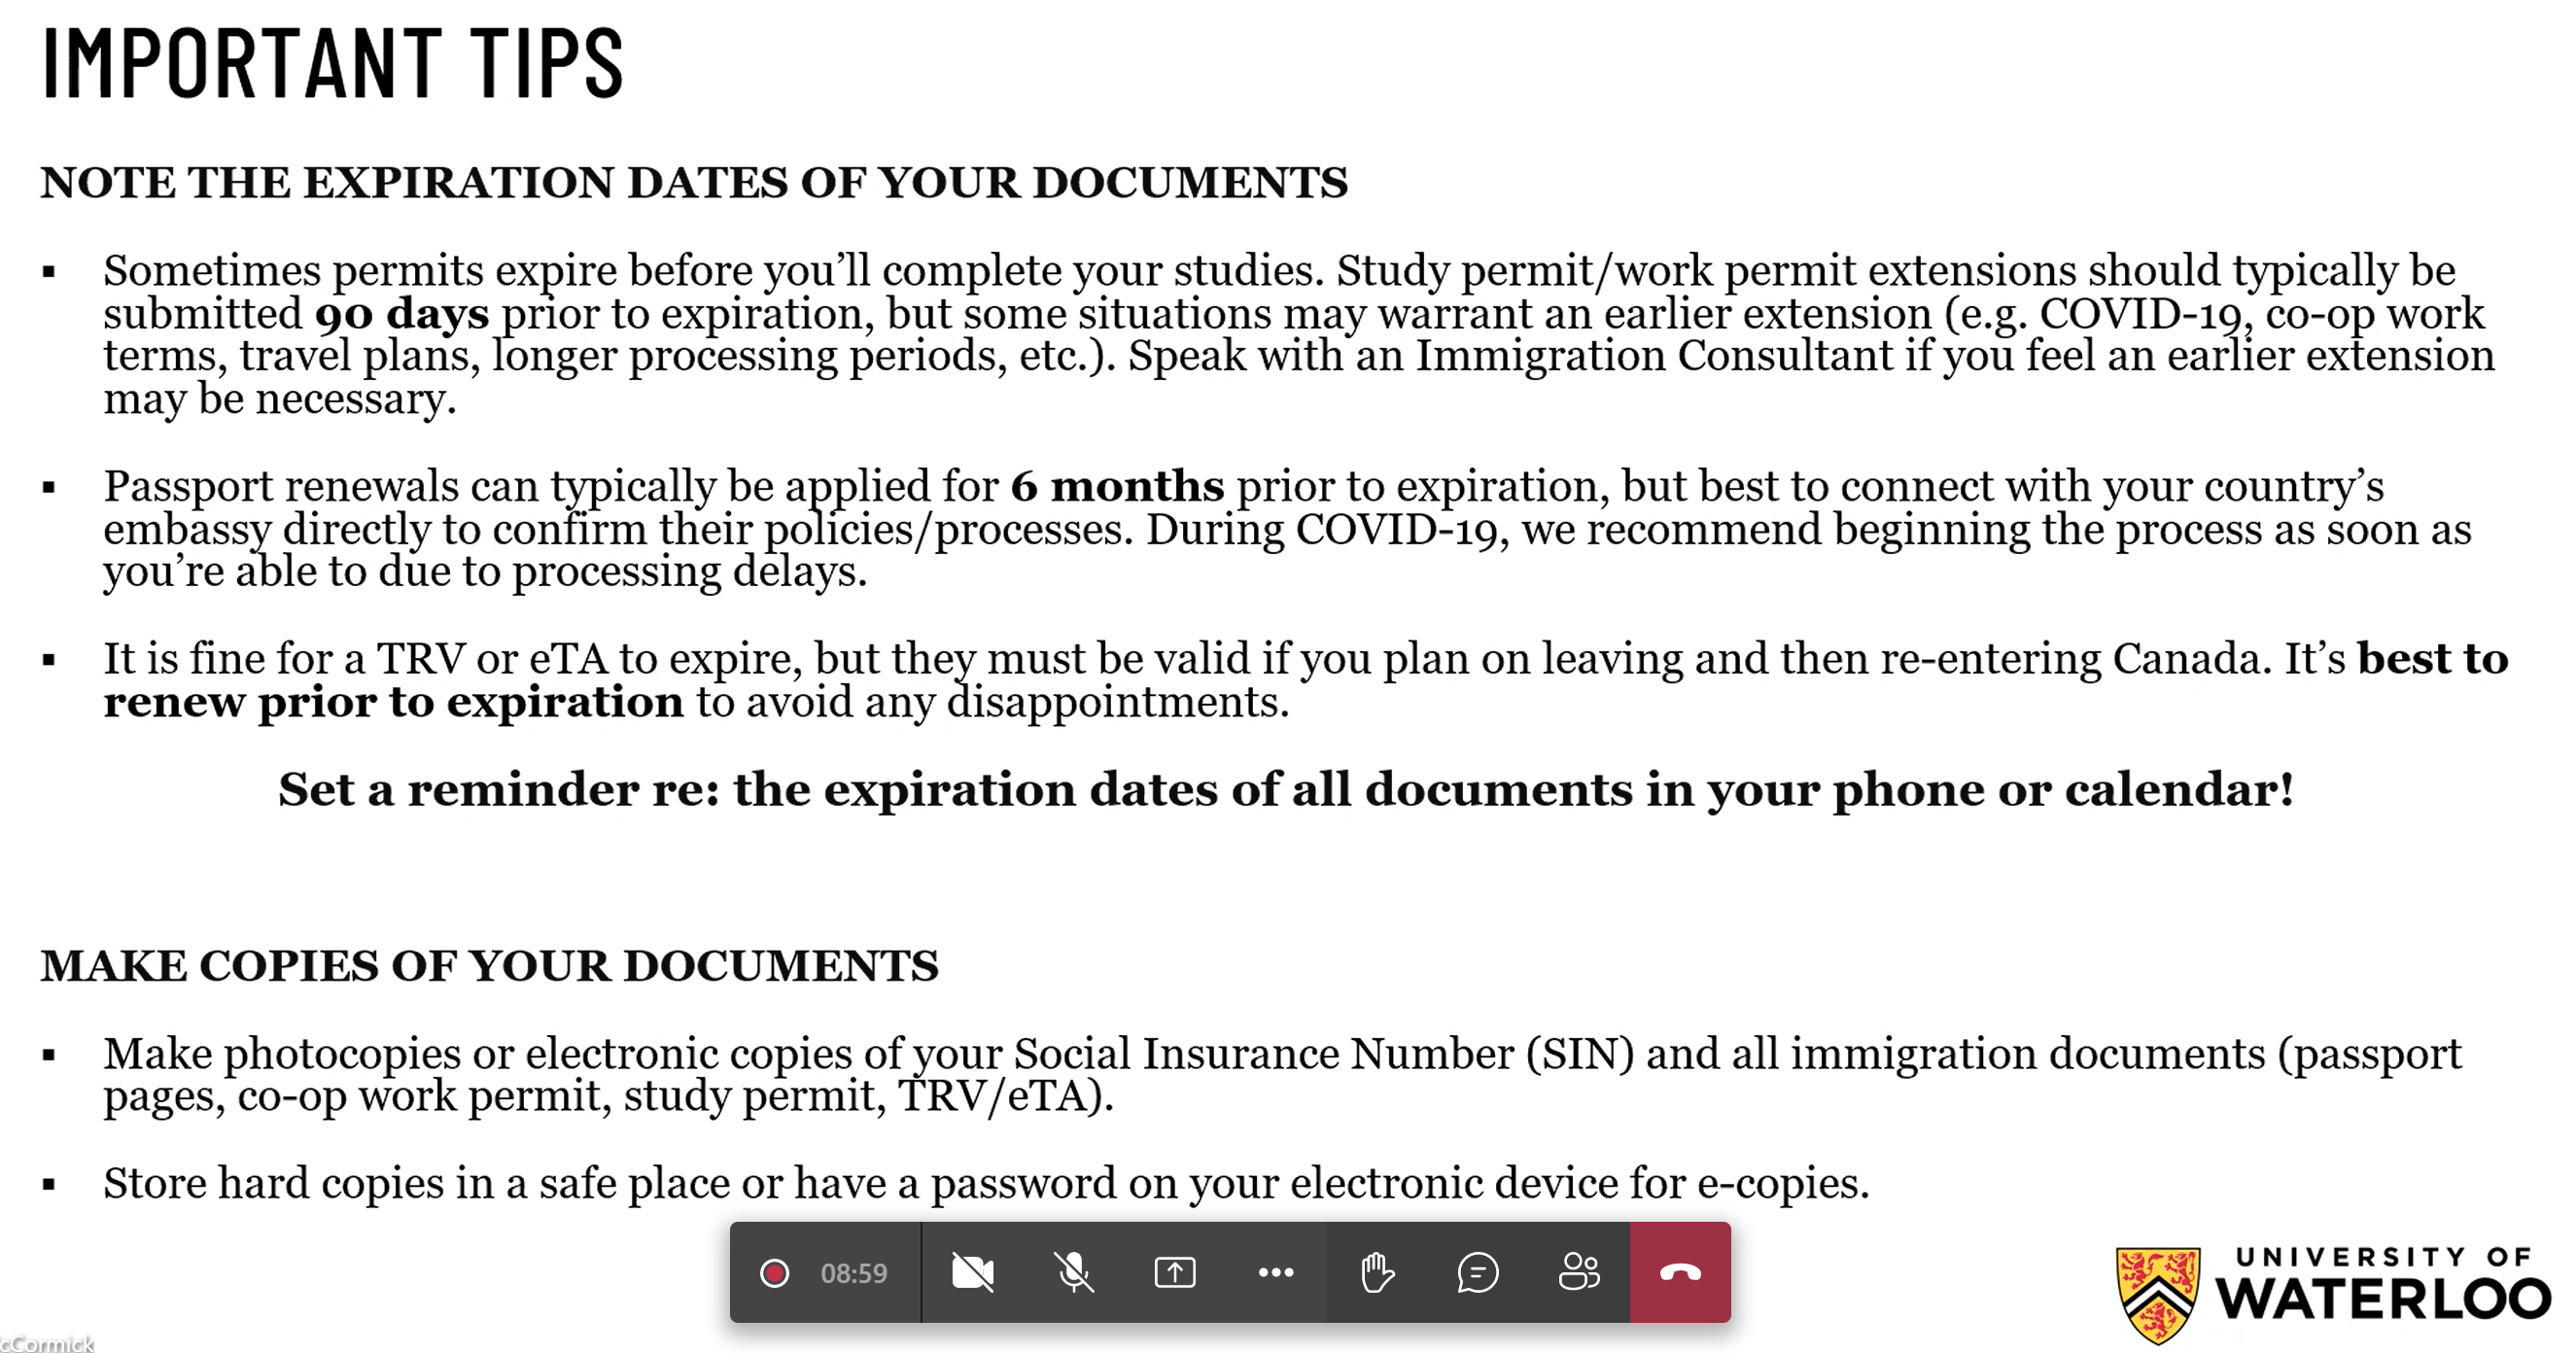 IMPORTANT TIPS
NOTE THE EXPIRATION DATES OF YOUR DOCUMENTS
▪ Sometimes permits expire before you’ll complete your studies. Study permit/work permit extensions should typically be
submitted 90 days prior to expiration, but some situations may warrant an earlier extension (e.g. COVID-19, co-op work
terms, travel plans, longer processing periods, etc.). Speak with an Immigration Consultant if you feel an earlier extension
may be necessary.
▪ Passport renewals can typically be applied for 6 months prior to expiration, but best to connect with your country’s
embassy directly to confirm their policies/processes. During COVID-19, we recommend beginning the process as soon as
you’re able to due to processing delays.
▪ It is fine for a TRV or eTA to expire, but they must be valid if you plan on leaving and then re-entering Canada. It’s best to
renew prior to expiration to avoid any disappointments.
Set a reminder re: the expiration dates of all documents in your phone or calendar!
MAKE COPIES OF YOUR DOCUMENTS
▪ Make photocopies or electronic copies of your Social Insurance Number (SIN) and all immigration documents (passport
pages, co-op work permit, study permit, TRV/eTA).
▪ Store hard copies in a safe place or have a password on your electronic device for e-copies.
08:59
UNIVERSITY OF
WATERLOO
cCormick